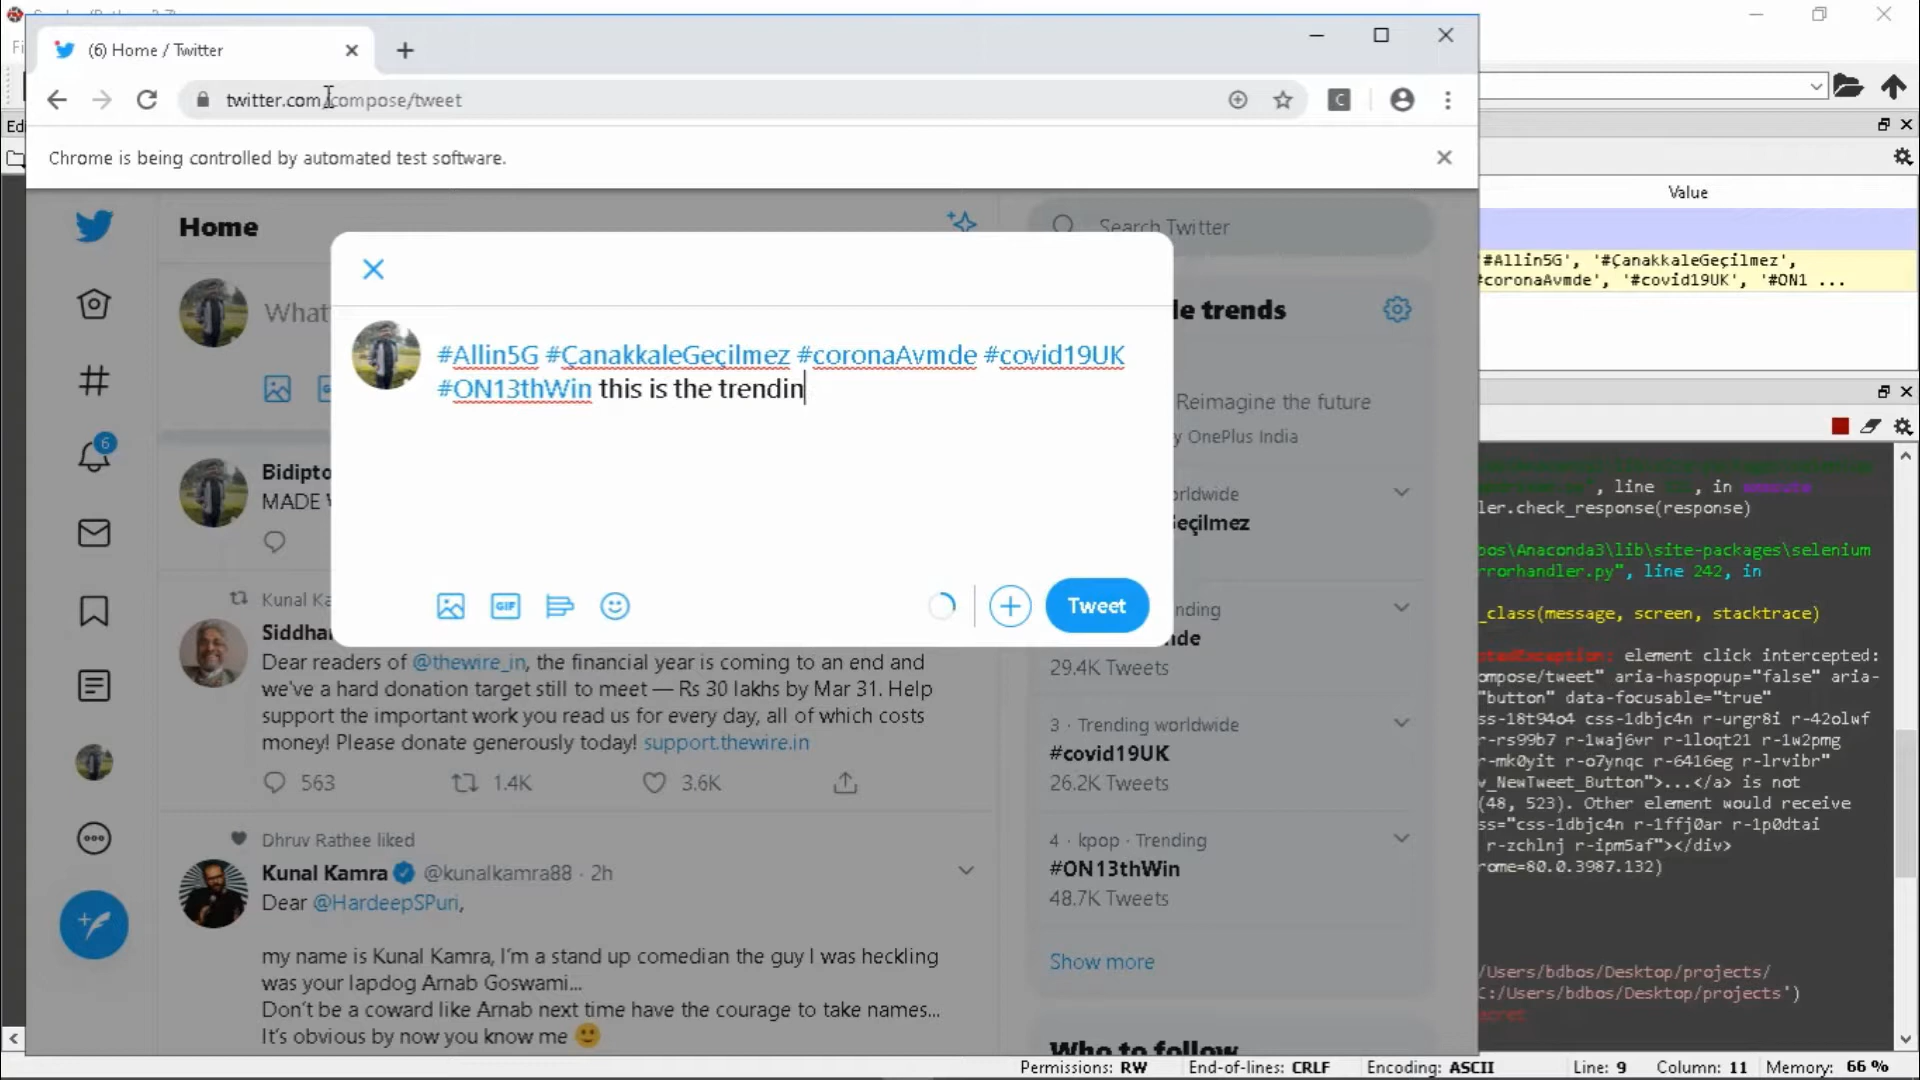 (6) Home / Twitter
twitter.com/compose/tweet
C
Chrome is being controlled by automated test software.
Home
Search Twitter
What
6
#Allin5G #ÇanakkaleGeçilmez #coronaAvmde #covid19UK
#ON13thWin this is the trendin
GIF
Tweet
Bidipto
MADE
Kunal Ka
Siddhar
Dear readers of @thewire_in, the financial year is coming to an end and
we've a hard donation target still to meet — Rs 30 lakhs by Mar 31. Help
support the important work you read us for every day, all of which costs
money! Please donate generously today! support.thewire.in
563 1.4K 3.6K
Dhruv Rathee liked
Kunal Kamra @kunalkamra88 · 2h
Dear @HardeepSPuri,
my name is Kunal Kamra, I'm a stand up comedian the guy I was heckling
was your lapdog Arnab Goswami...
Don't be a coward like Arnab next time have the courage to take names...
It's obvious by now you know me 🙂
le trends
Reimagine the future
y OnePlus India
orldwide
eçilmez
nding
nde
29.4K Tweets
3 · Trending worldwide
#covid19UK
26.2K Tweets
4 · kpop · Trending
#ON13thWin
48.7K Tweets
Show more
Who to follow
Edi
Value
#Allin5G', '#ÇanakkaleGeçilmez',
#coronaAvmde', '#covid19UK', '#ON1 ...
, line
, in
ler.check_response(response)
bos\Anaconda3\lib\site-packages\selenium
rrorhandler.py", line 242, in
_class(message, screen, stacktrace)
tedException: element click intercepted:
ompose/tweet" aria-haspopup="false" aria-
"button" data-focusable="true"
ss-18t94o4 css-1dbjc4n r-urgr8i r-42olwf
r-rs99b7 r-1waj6vr r-1loqt21 r-1w2pmg
r-mk0yit r-o7ynqc r-6416eg r-lrvibr"
v_NewTweet_Button">...</a> is not
(48, 523). Other element would receive
ss="css-1dbjc4n r-1ffj0ar r-1p0dtai
r-zchlnj r-ipm5af"></div>
rome=80.0.3987.132)
/Users/bdbos/Desktop/projects/
C:/Users/bdbos/Desktop/projects')
Permissions: RW End-of-lines: CRLF Encoding: ASCII Line: 9 Column: 11 Memory: 66 %